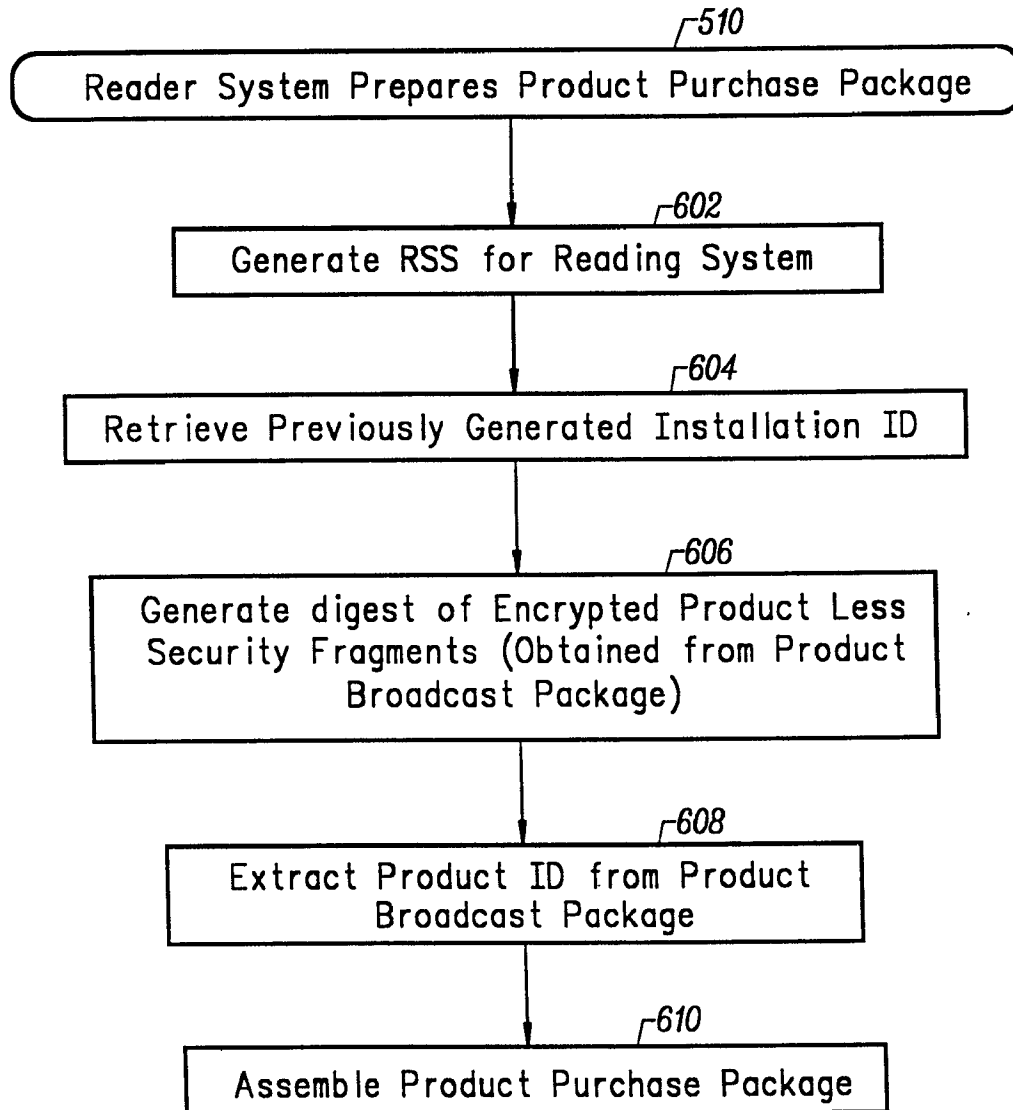 510
Reader System Prepares Product Purchase Package
602
Generate RSS for Reading System
604
Retrieve Previously Generated Installation ID
606
Generate digest of Encrypted Product Less
Security Fragments (Obtained from Product
Broadcast Package)
608
Extract Product ID from Product
Broadcast Package
610
Assemble Product Purchase Package